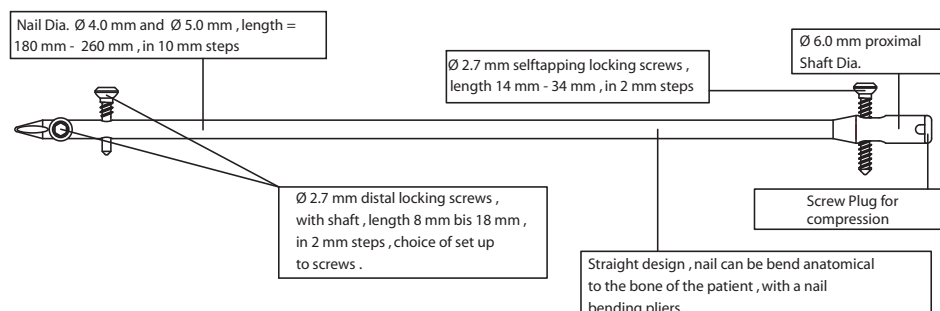 Nail Dia. Ø 4.0 mm and Ø 5.0 mm , length =
180 mm - 260 mm , in 10 mm steps
Ø 2.7 mm selftapping locking screws ,
length 14 mm - 34 mm , in 2 mm steps
Ø 6.0 mm proximal
Shaft Dia.
Ø 2.7 mm distal locking screws ,
with shaft , length 8 mm bis 18 mm ,
in 2 mm steps , choice of set up
to screws .
Screw Plug for
compression
Straight design , nail can be bend anatomical
to the bone of the patient , with a nail
bending pliers